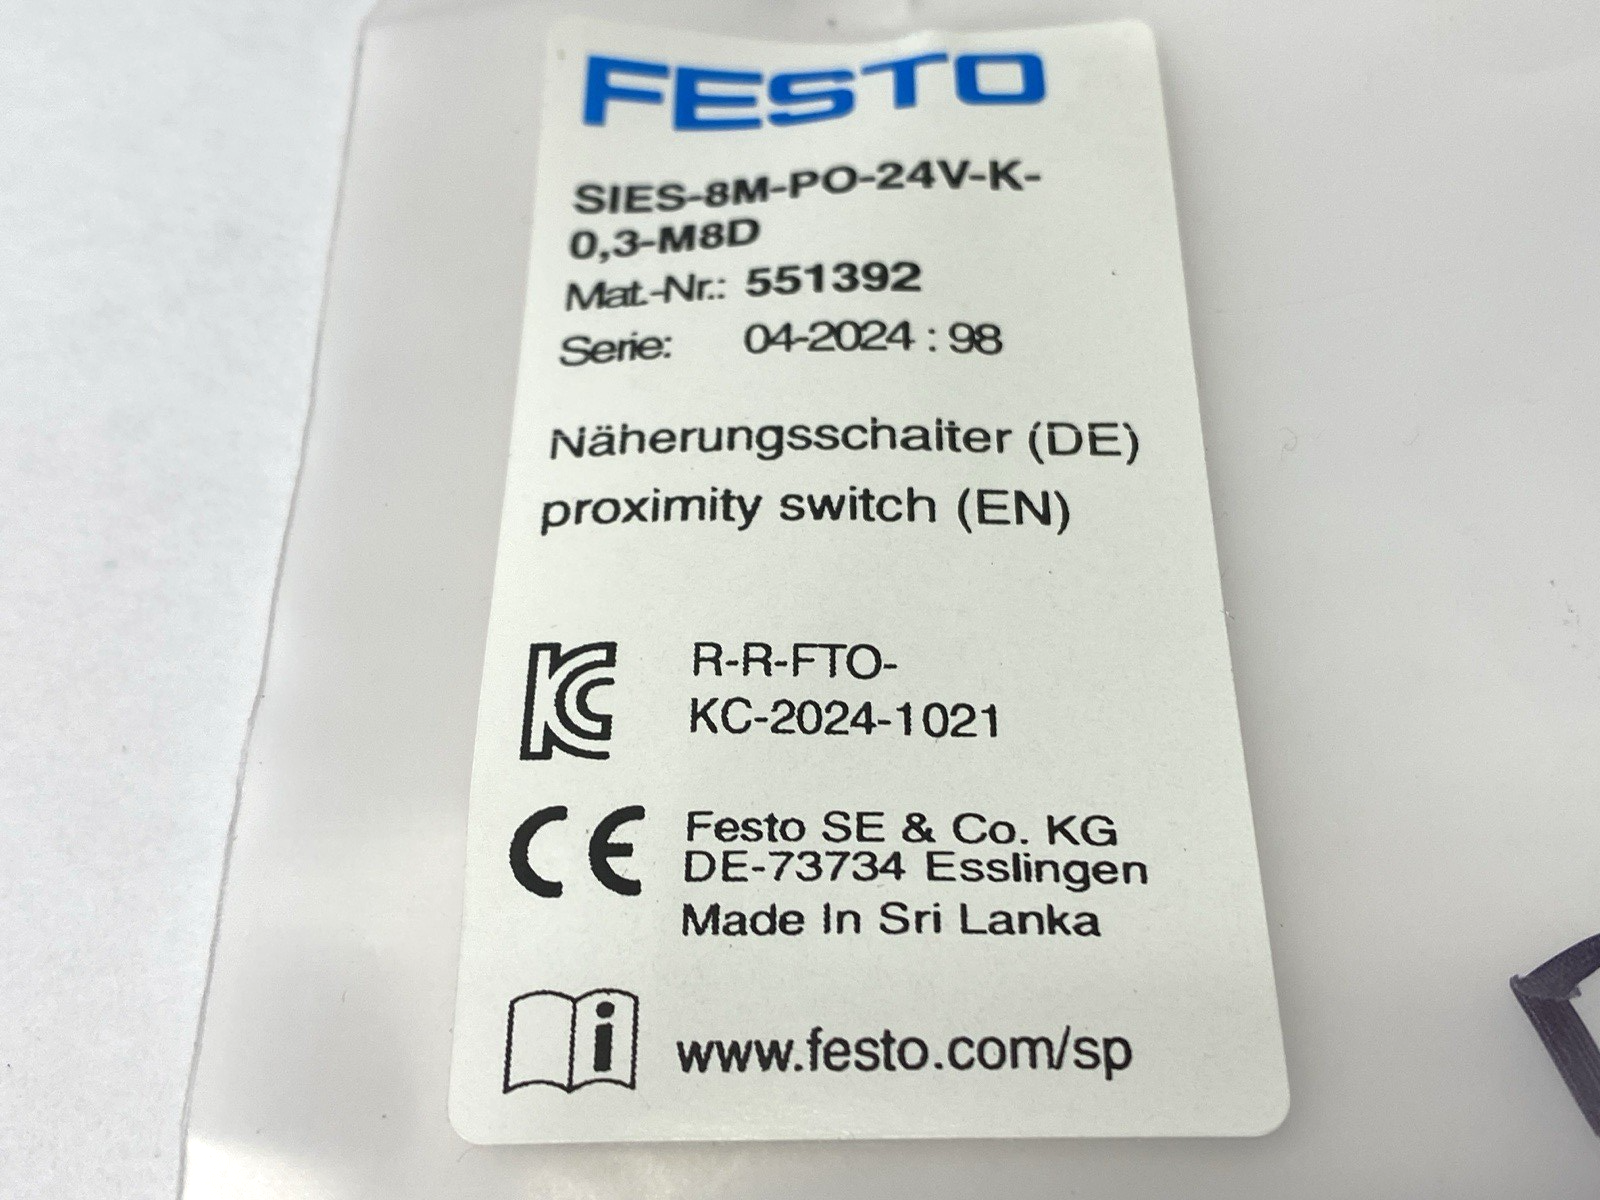 FESTO
SIES-8M-PO-24V-K-
0,3-M8D
Mat.-Nr.: 551392
Serie: 04-2024 : 98
Näherungsschalter (DE)
proximity switch (EN)
KC R-R-FTO-
KC-2024-1021
CE Festo SE & Co. KG
DE-73734 Esslingen
Made In Sri Lanka
i www.festo.com/sp